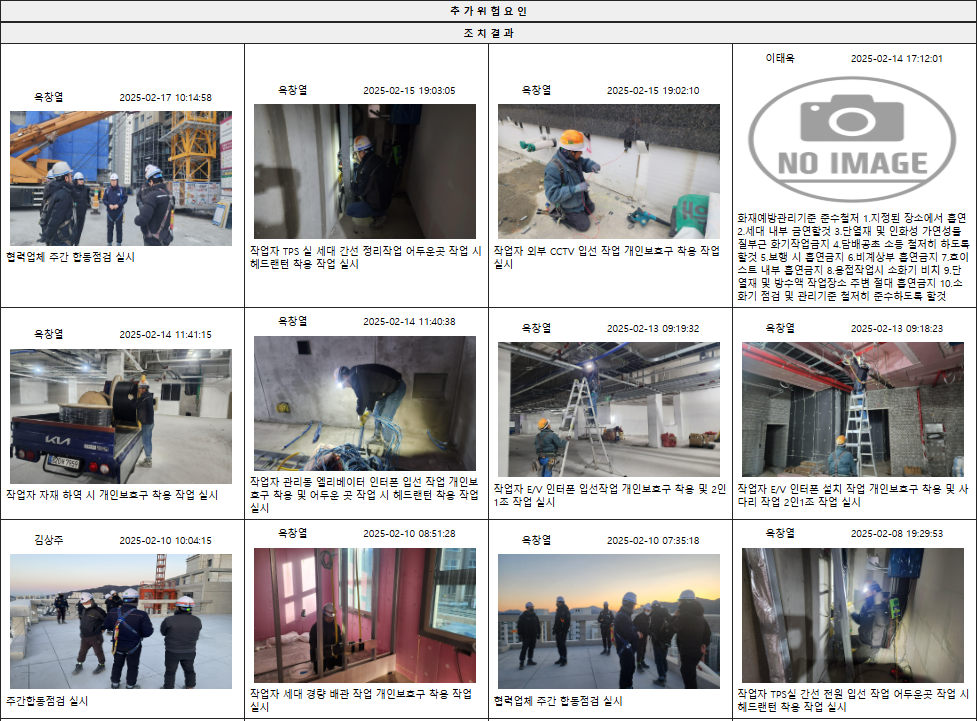 추 가 위 험 요 인
조 치 결 과
옥창열 2025-02-17 10:14:58
협력업체 주간 합동점검 실시
옥창열 2025-02-15 19:03:05
작업자 TPS 실 세대 간선 정리작업 어두운곳 작업 시
헤드랜턴 착용 작업 실시
옥창열 2025-02-15 19:02:10
작업자 외부 CCTV 입선 작업 개인보호구 착용 작업
실시
이태욱 2025-02-14 17:12:01
NO IMAGE
화재예방관리기준 준수철저 1.지정된 장소에서 흡연
2.세대 내부 금연할것 3.단열재 및 인화성 가연성물
질부근 화기작업금지 4.담배공초 소등 철저히 하도록
할것 5.보행 시 흡연금지 6.비계상부 흡연금지 7.호이
스트 내부 흡연금지 8.용접작업시 소화기 비치 9.단
열재 및 방수액 작업장소 주변 절대 흡연금지 10.소
화기 점검 및 관리기준 철저히 준수하도록 할것
옥창열 2025-02-14 11:41:15
KIA
작업자 자재 하역 시 개인보호구 착용 작업 실시
옥창열 2025-02-14 11:40:38
작업자 관리동 엘리베이터 인터폰 입선 작업 개인보
호구 착용 및 어두운 곳 작업 시 헤드랜턴 착용 작업
실시
옥창열 2025-02-13 09:19:32
작업자 E/V 인터폰 입선작업 개인보호구 착용 및 2인
1조 작업 실시
옥창열 2025-02-13 09:18:23
작업자 E/V 인터폰 설치 작업 개인보호구 착용 및 사
다리 작업 2인1조 작업 실시
김상주 2025-02-10 10:04:15
주간합동점검 실시
옥창열 2025-02-10 08:51:28
작업자 세대 경량 배관 작업 개인보호구 착용 작업
실시
옥창열 2025-02-10 07:35:18
협력업체 주간 합동점검 실시
옥창열 2025-02-08 19:29:53
작업자 TPS실 간선 전원 입선 작업 어두운곳 작업 시
헤드랜턴 착용 작업 실시